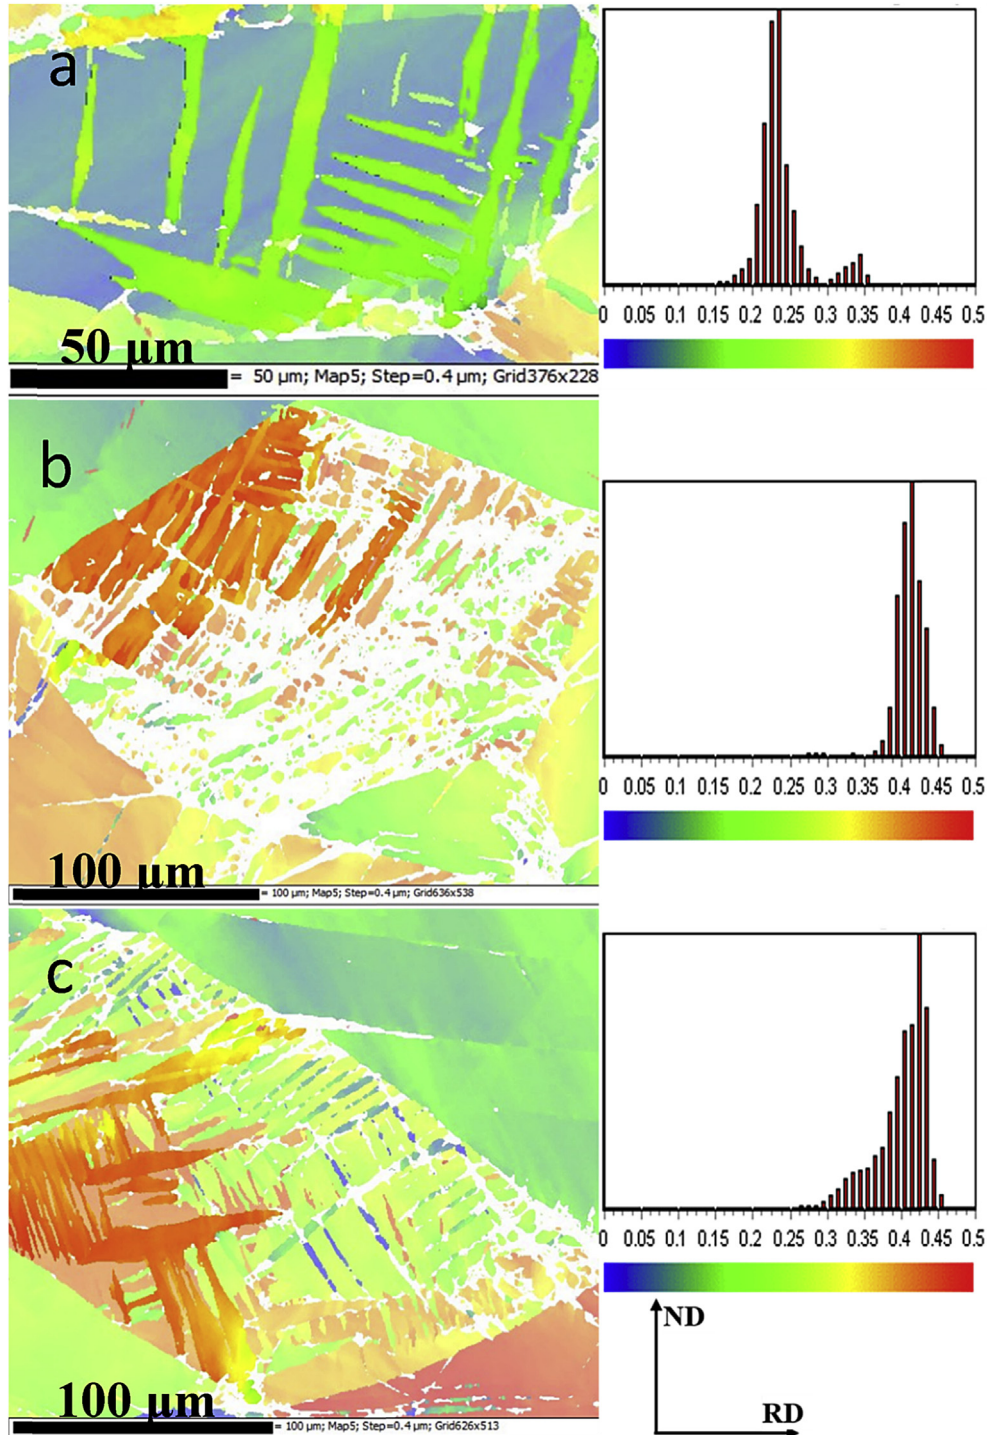 a
50 µm
= 50 µm; Map5; Step=0.4 µm; Grid376x228
0 0.05 0.1 0.15 0.2 0.25 0.3 0.35 0.4 0.45 0.5
b
100 µm
= 100 µm; Map5; Step=0.4 µm; Grid636x538
0 0.05 0.1 0.15 0.2 0.25 0.3 0.35 0.4 0.45 0.5
c
100 µm
= 100 µm; Map5; Step=0.4 µm; Grid626x513
0 0.05 0.1 0.15 0.2 0.25 0.3 0.35 0.4 0.45 0.5
ND
RD